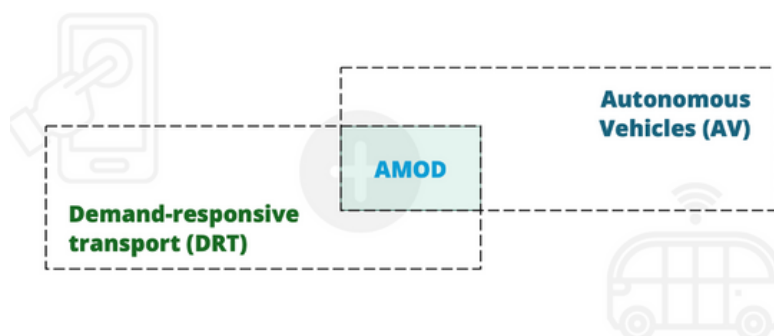 Autonomous
Vehicles (AV)
AMOD
Demand-responsive
transport (DRT)